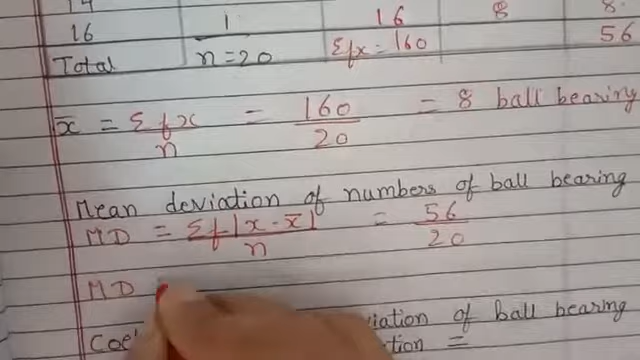 14
16 1 16 8 8
Total n=20 Σfx=160 56
x̄ = Σfx/n = 160/20 = 8 ball bearing
Mean deviation of numbers of ball bearing
MD = Σf|x-x̄|/n = 56/20
MD
Coe viation of ball bearing
ation =